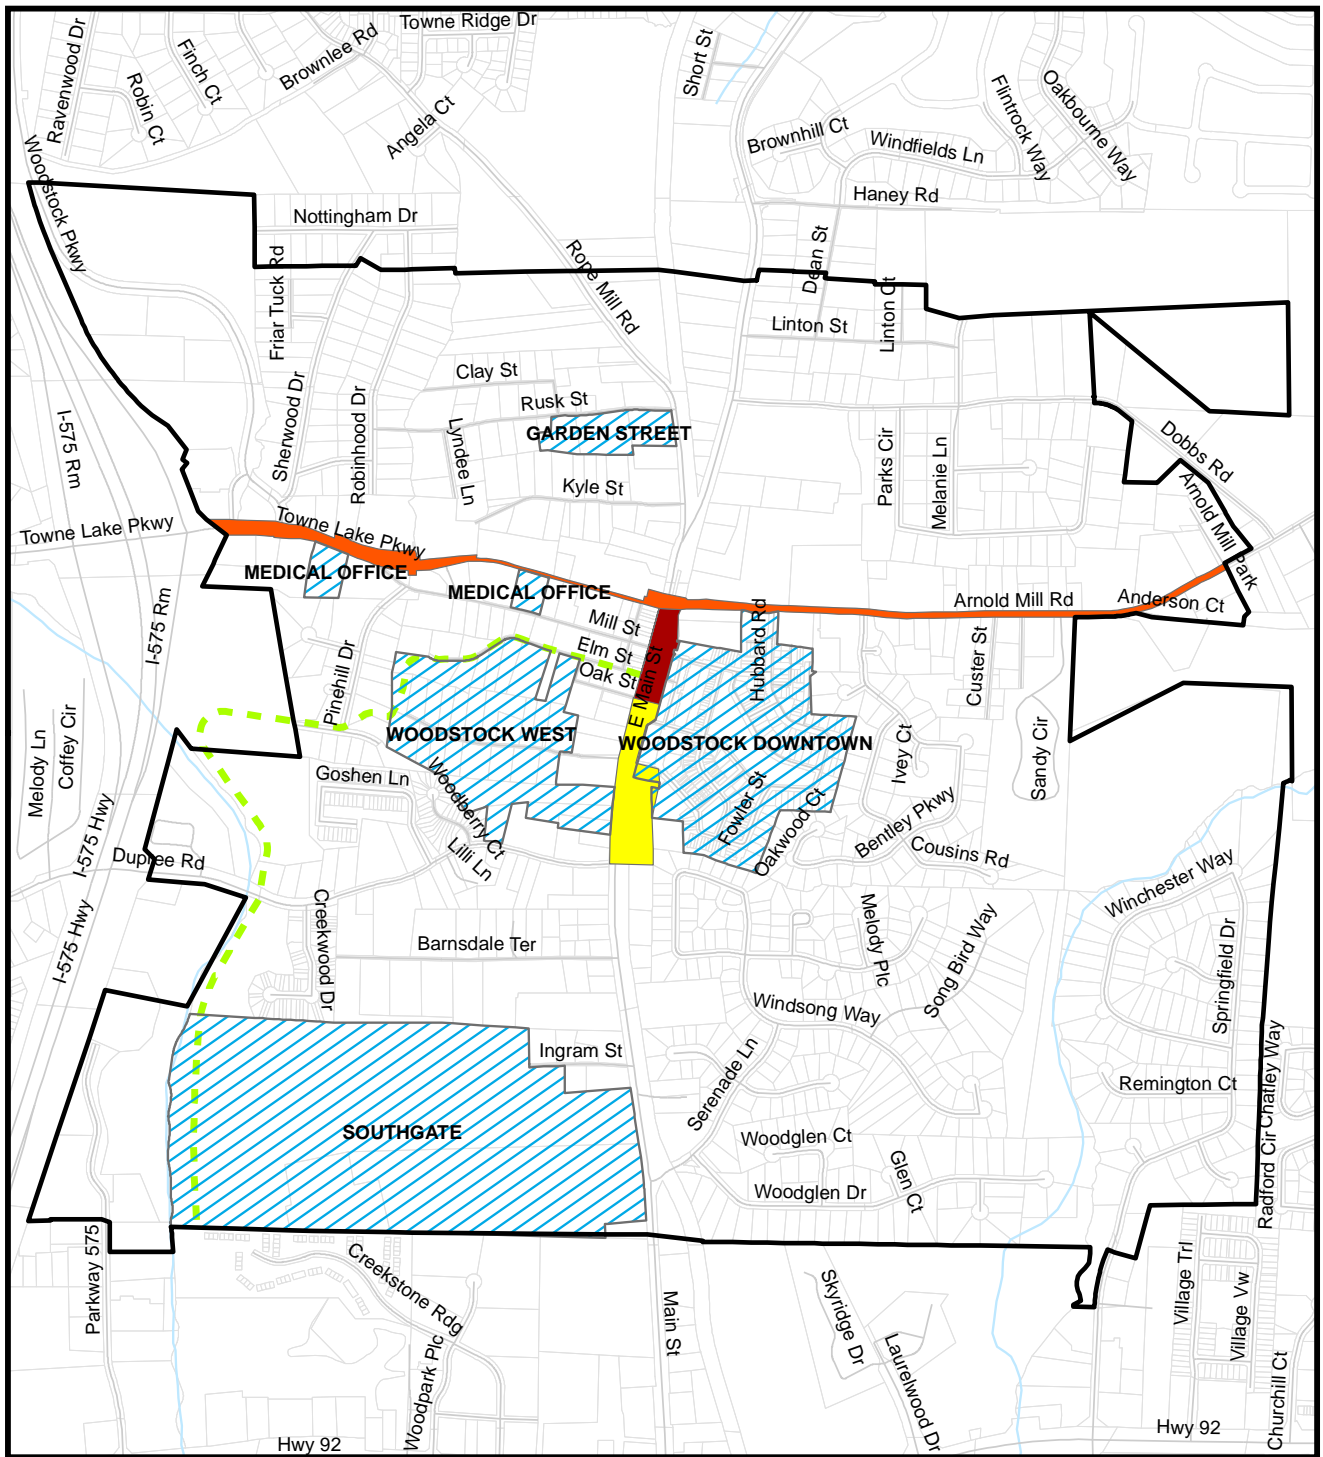 Towne Ridge Dr
Ravenwood Dr
Finch Ct
Robin Ct
Brownlee Rd
Angela Ct
Short St
Brownhill Ct
Windfields Ln
Flintrock Way
Oakbourne Way
Haney Rd
Woodstock Pkwy
Nottingham Dr
Friar Tuck Rd
Rope Mill Rd
Dean St
Linton St
Linton Ct
Clay St
Rusk St
GARDEN STREET
Sherwood Dr
Robinhood Dr
Lyndee Ln
Kyle St
Parks Cir
Melanie Ln
Dobbs Rd
Arnold Mill Park
I-575 Rm
Towne Lake Pkwy
Towne Lake Pkwy
MEDICAL OFFICE
MEDICAL OFFICE
Arnold Mill Rd
Anderson Ct
I-575 Rm
Mill St
Elm St
Oak St
E Main St
Hubbard Rd
Custer St
Pinehill Dr
WOODSTOCK WEST
WOODSTOCK DOWNTOWN
Ivey Ct
Sandy Cir
Melody Ln
Coffey Cir
Goshen Ln
Woodberry Ct
Lilli Ln
Fowler St
Oakwood Ct
Bentley Pkwy
Cousins Rd
I-575 Hwy
Dupree Rd
I-575 Hwy
Creekwood Dr
Barnsdale Ter
Melody Plc
Song Bird Way
Winchester Way
Springfield Dr
Windsong Way
Ingram St
Serenade Ln
Remington Ct
Chatley Way
Radford Cir
SOUTHGATE
Woodglen Ct
Woodglen Dr
Glen Ct
Parkway 575
Creekstone Rdg
Woodpark Plc
Main St
Skyridge Dr
Laurelwood Dr
Village Trl
Village Vw
Churchill Ct
Hwy 92
Hwy 92